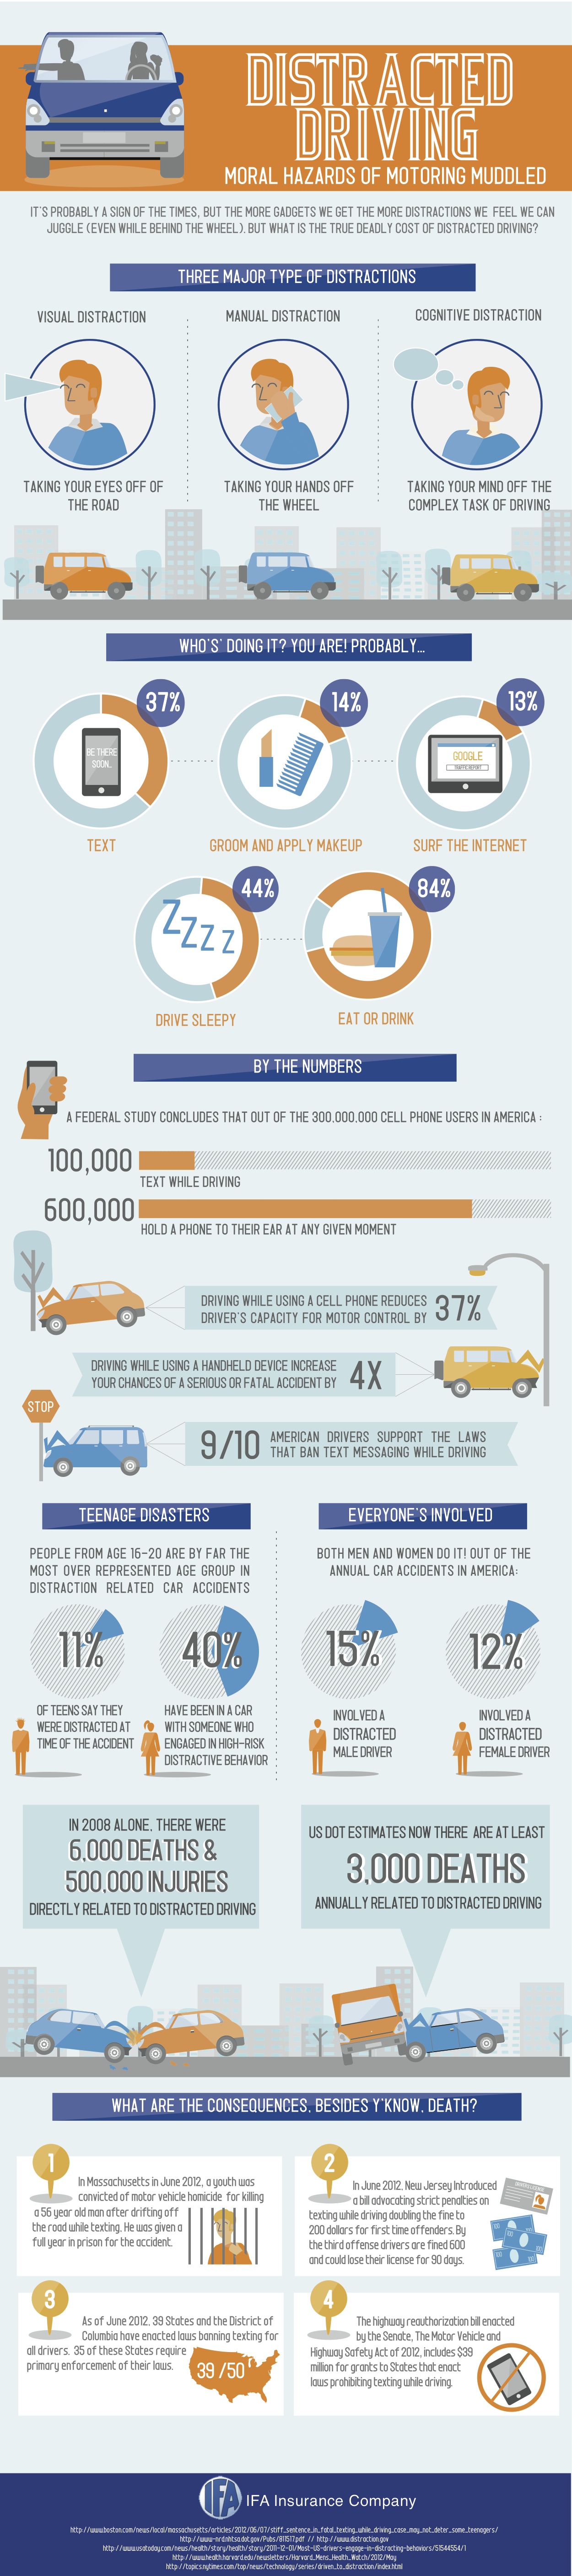 DISTRACTED
DRIVING
MORAL HAZARDS OF MOTORING MUDDLED
IT'S PROBABLY A SIGN OF THE TIMES, BUT THE MORE GADGETS WE GET THE MORE DISTRACTIONS WE FEEL WE CAN
JUGGLE (EVEN WHILE BEHIND THE WHEEL). BUT WHAT IS THE TRUE DEADLY COST OF DISTRACTED DRIVING?
THREE MAJOR TYPE OF DISTRACTIONS
VISUAL DISTRACTION
MANUAL DISTRACTION
COGNITIVE DISTRACTION
TAKING YOUR EYES OFF OF
THE ROAD
TAKING YOUR HANDS OFF
THE WHEEL
TAKING YOUR MIND OFF THE
COMPLEX TASK OF DRIVING
WHO'S' DOING IT? YOU ARE! PROBABLY...
37%
BE THERE
SOON.
TEXT
14%
GROOM AND APPLY MAKEUP
13%
GOOGLE
TRAFFIC REPORT
SURF THE INTERNET
44%
ZZZZ
DRIVE SLEEPY
84%
EAT OR DRINK
BY THE NUMBERS
A FEDERAL STUDY CONCLUDES THAT OUT OF THE 300,000,000 CELL PHONE USERS IN AMERICA :
100,000
TEXT WHILE DRIVING
600,000
HOLD A PHONE TO THEIR EAR AT ANY GIVEN MOMENT
DRIVING WHILE USING A CELL PHONE REDUCES
DRIVER'S CAPACITY FOR MOTOR CONTROL BY
37%
DRIVING WHILE USING A HANDHELD DEVICE INCREASE
YOUR CHANCES OF A SERIOUS OR FATAL ACCIDENT BY
4X
STOP
9/10
AMERICAN DRIVERS SUPPORT THE LAWS
THAT BAN TEXT MESSAGING WHILE DRIVING
TEENAGE DISASTERS
PEOPLE FROM AGE 16-20 ARE BY FAR THE
MOST OVER REPRESENTED AGE GROUP IN
DISTRACTION RELATED CAR ACCIDENTS
11%
OF TEENS SAY THEY
WERE DISTRACTED AT
TIME OF THE ACCIDENT
40%
HAVE BEEN IN A CAR
WITH SOMEONE WHO
ENGAGED IN HIGH-RISK
DISTRACTIVE BEHAVIOR
EVERYONE'S INVOLVED
BOTH MEN AND WOMEN DO IT! OUT OF THE
ANNUAL CAR ACCIDENTS IN AMERICA:
15%
INVOLVED A
DISTRACTED
MALE DRIVER
12%
INVOLVED A
DISTRACTED
FEMALE DRIVER
IN 2008 ALONE, THERE WERE
6,000 DEATHS &
500,000 INJURIES
DIRECTLY RELATED TO DISTRACTED DRIVING
US DOT ESTIMATES NOW THERE ARE AT LEAST
3,000 DEATHS
ANNUALLY RELATED TO DISTRACTED DRIVING
WHAT ARE THE CONSEQUENCES, BESIDES Y'KNOW, DEATH?
1
In Massachusetts in June 2012, a youth was
convicted of motor vehicle homicide for killing
a 56 year old man after drifting off
the road while texting. He was given a
full year in prison for the accident.
2
In June 2012, New Jersey Introduced
a bill advocating strict penalties on
texting while driving doubling the fine to
200 dollars for first time offenders. By
the third offense drivers are fined 600
and could lose their license for 90 days.
3
As of June 2012, 39 States and the District of
Columbia have enacted laws banning texting for
all drivers. 35 of these States require
primary enforcement of their laws.
39 /50
4
The highway reauthorization bill enacted
by the Senate, The Motor Vehicle and
Highway Safety Act of 2012, includes $39
million for grants to States that enact
laws prohibiting texting while driving.
IFA
IFA Insurance Company
http://www.boston.com/news/local/massachusetts/articles/2012/06/07/stiff_sentence_in_fatal_texting_while_driving_case_may_not_deter_some_teenagers/
http://www-nrd.nhtsa.dot.gov/Pubs/811517.pdf // http://www.distraction.gov
http://www.usatoday.com/news/health/story/health/story/2011-12-01/Most-US-drivers-engage-in-distracting-behaviors/51544554/1
http://www.health.harvard.edu/newsletters/Harvard_Mens_Health_Watch/2012/May
http://topics.nytimes.com/top/news/technology/series/driven_to_distraction/index.html